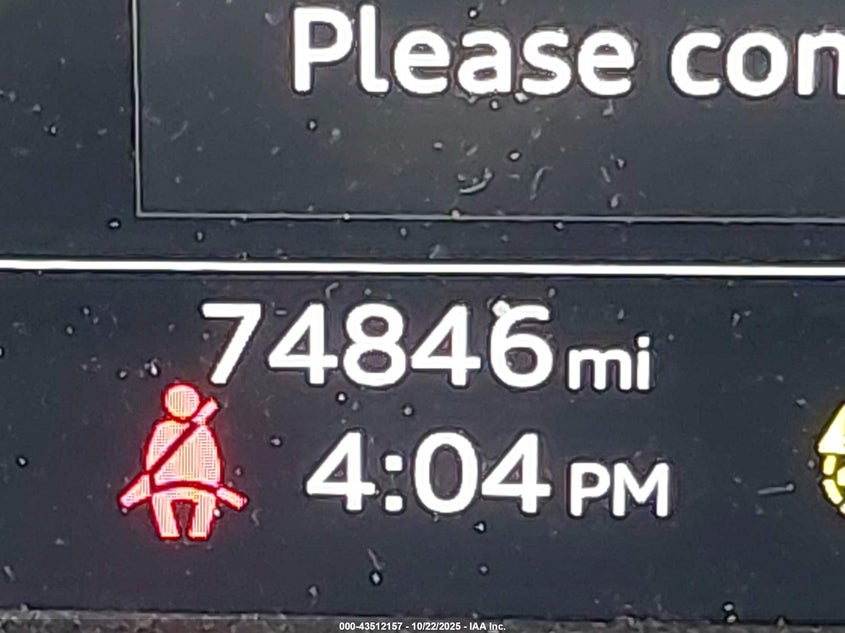 Please con
74846 mi
4:04 PM
000-43512157 - 10/22/2025 - IAA Inc.